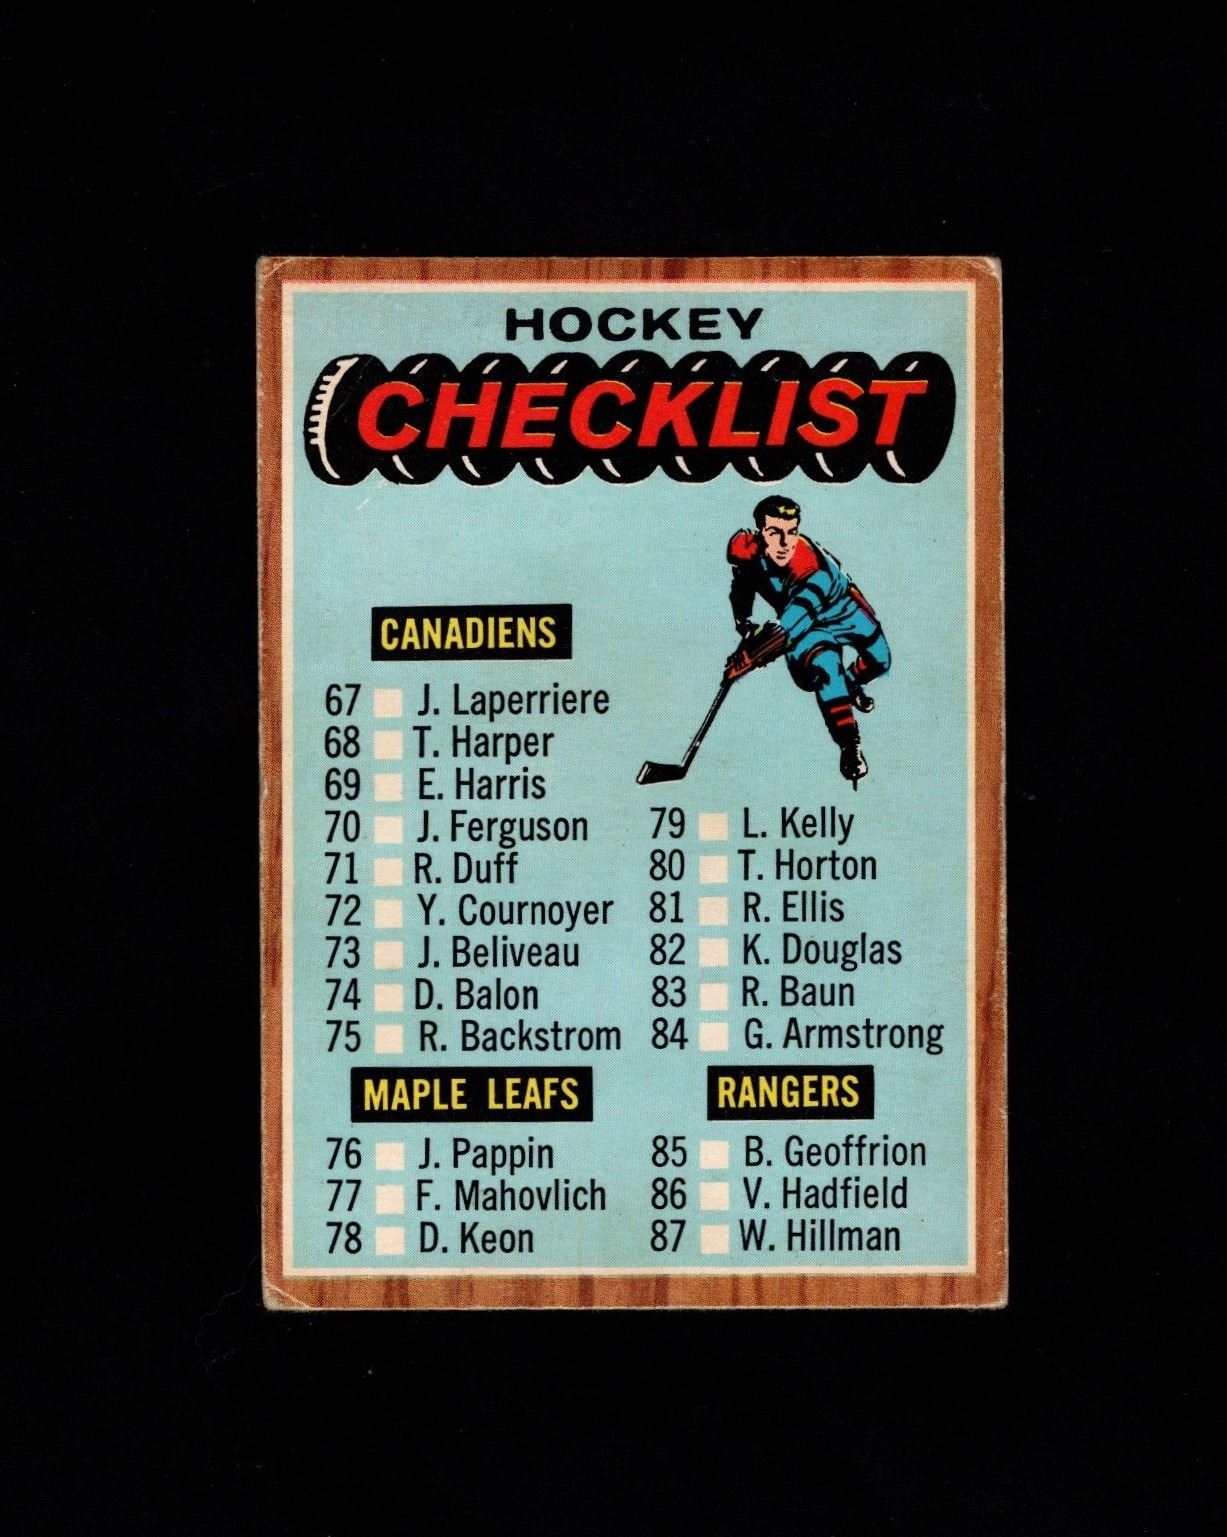 HOCKEY
CHECKLIST
CANADIENS
67 J. Laperriere
68 T. Harper
69 E. Harris
70 J. Ferguson
71 R. Duff
72 Y. Cournoyer
73 J. Beliveau
74 D. Balon
75 R. Backstrom
MAPLE LEAFS
76 J. Pappin
77 F. Mahovlich
78 D. Keon
79 L. Kelly
80 T. Horton
81 R. Ellis
82 K. Douglas
83 R. Baun
84 G. Armstrong
RANGERS
85 B. Geoffrion
86 V. Hadfield
87 W. Hillman